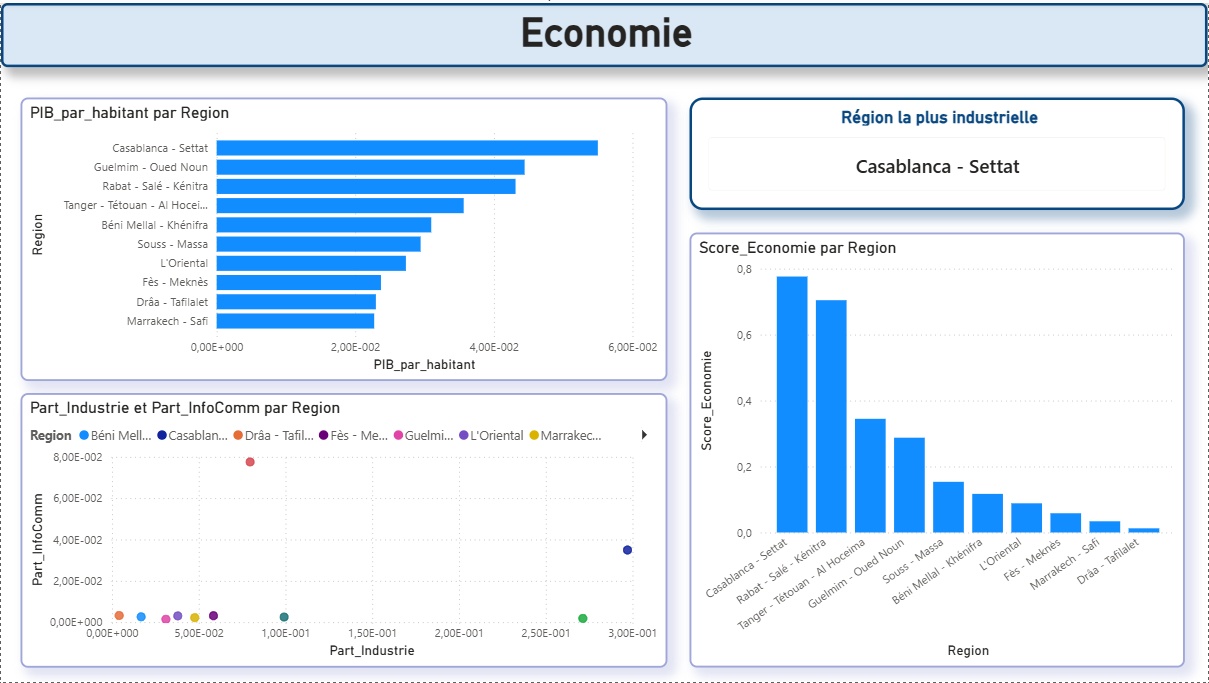 Economie
PIB_par_habitant par Region
Region
Casablanca - Settat
Guelmim - Oued Noun
Rabat - Salé - Kénitra
Tanger - Tétouan - Al Hocei...
Béni Mellal - Khénifra
Souss - Massa
L'Oriental
Fès - Meknès
Drâa - Tafilalet
Marrakech - Safi
0,00E+000 2,00E-002 4,00E-002 6,00E-002
PIB_par_habitant
Région la plus industrielle
Casablanca - Settat
Part_Industrie et Part_InfoComm par Region
Region Béni Mell... Casablan... Drâa - Tafil... Fès - Me... Guelmi... L'Oriental Marrakec...
Part_InfoComm
8,00E-002
6,00E-002
4,00E-002
2,00E-002
0,00E+000
0,00E+000 5,00E-002 1,00E-001 1,50E-001 2,00E-001 2,50E-001 3,00E-001
Part_Industrie
Score_Economie par Region
Score_Economie
0,8
0,6
0,4
0,2
0,0
Casablanca - Settat
Rabat - Salé - Kénitra
Tanger - Tétouan - Al Hoceima
Guelmim - Oued Noun
Souss - Massa
Béni Mellal - Khénifra
L'Oriental
Fès - Meknès
Marrakech - Safi
Drâa - Tafilalet
Region